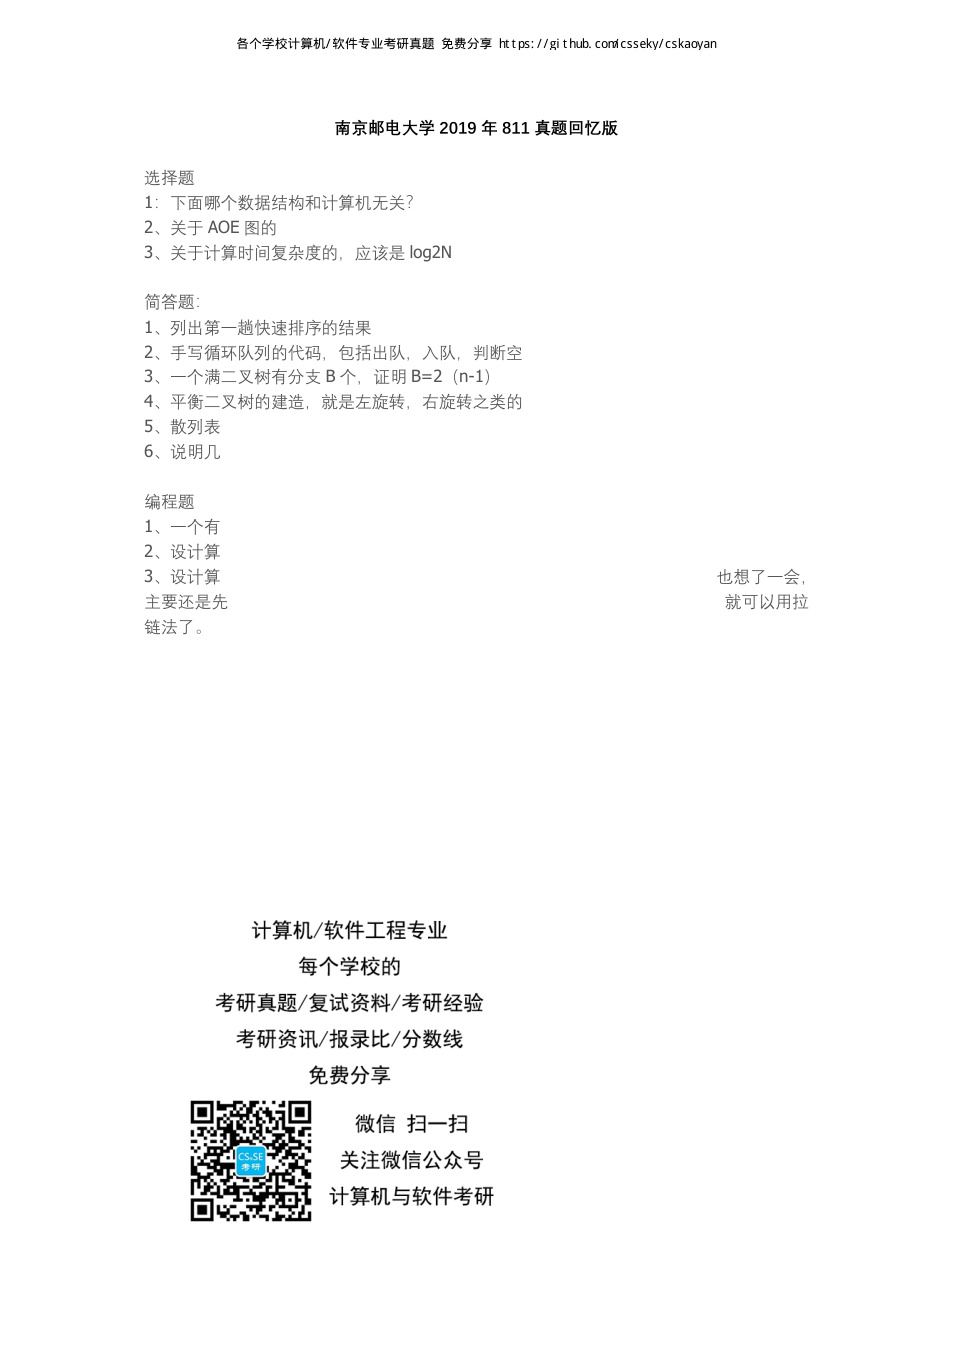 各个学校计算机/软件专业考研真题 免费分享 https://github.com/csseky/cskaoyan
南京邮电大学 2019 年 811 真题回忆版
选择题
1：下面哪个数据结构和计算机无关？
2、关于 AOE 图的
3、关于计算时间复杂度的，应该是 log2N
简答题：
1、列出第一趟快速排序的结果
2、手写循环队列的代码，包括出队，入队，判断空
3、一个满二叉树有分支 B 个，证明 B=2（n-1）
4、平衡二叉树的建造，就是左旋转，右旋转之类的
5、散列表
6、说明几
编程题
1、一个有
2、设计算
3、设计算 也想了一会，
主要还是先 就可以用拉
链法了。
计算机/软件工程专业
每个学校的
考研真题/复试资料/考研经验
考研资讯/报录比/分数线
免费分享
微信 扫一扫
关注微信公众号
计算机与软件考研
CS&SE
考研